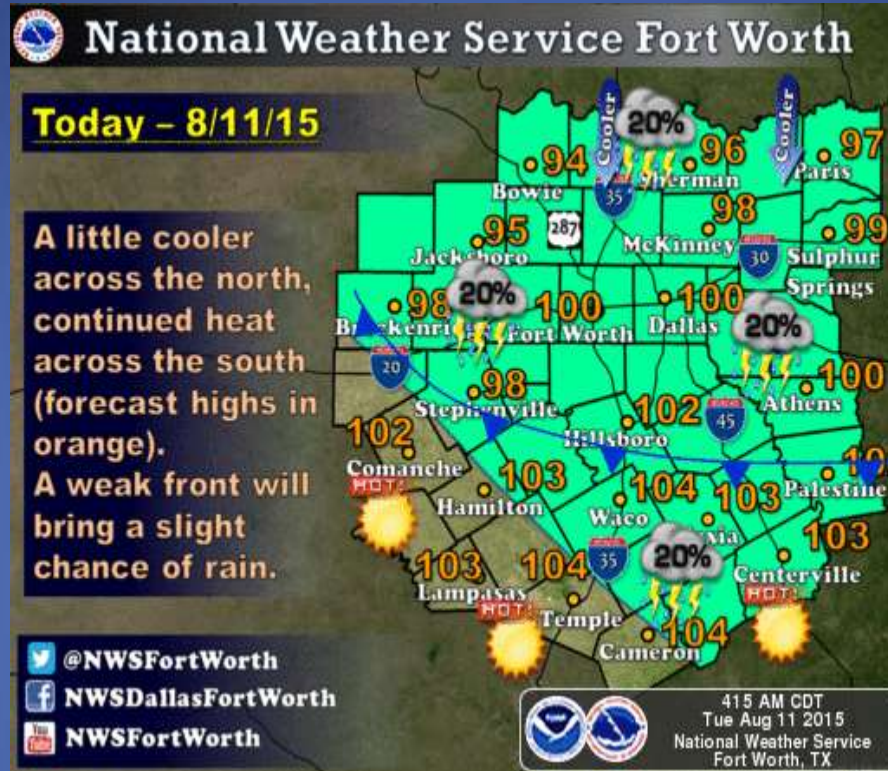 National Weather Service Fort Worth
Today – 8/11/15
A little cooler
across the north,
continued heat
across the south
(forecast highs in
orange).
A weak front will
bring a slight
chance of rain.
Cooler
20%
Cooler
94
Bowie
96
Sherman
97
Paris
35
287
95
Jacksboro
98
McKinney
30
99
Sulphur
Springs
98
20%
100
Fort Worth
100
Dallas
20%
20
98
Stephenville
102
Hillsboro
45
100
Athens
102
Comanche
HOT!
103
Hamilton
104
Waco
103
Palestine
35
20%
103
Centerville
HOT!
103
Lampasas
HOT!
104
Temple
104
Cameron
@NWSFortWorth
NWSDallasFortWorth
You Tube NWSFortWorth
415 AM CDT
Tue Aug 11 2015
National Weather Service
Fort Worth, TX